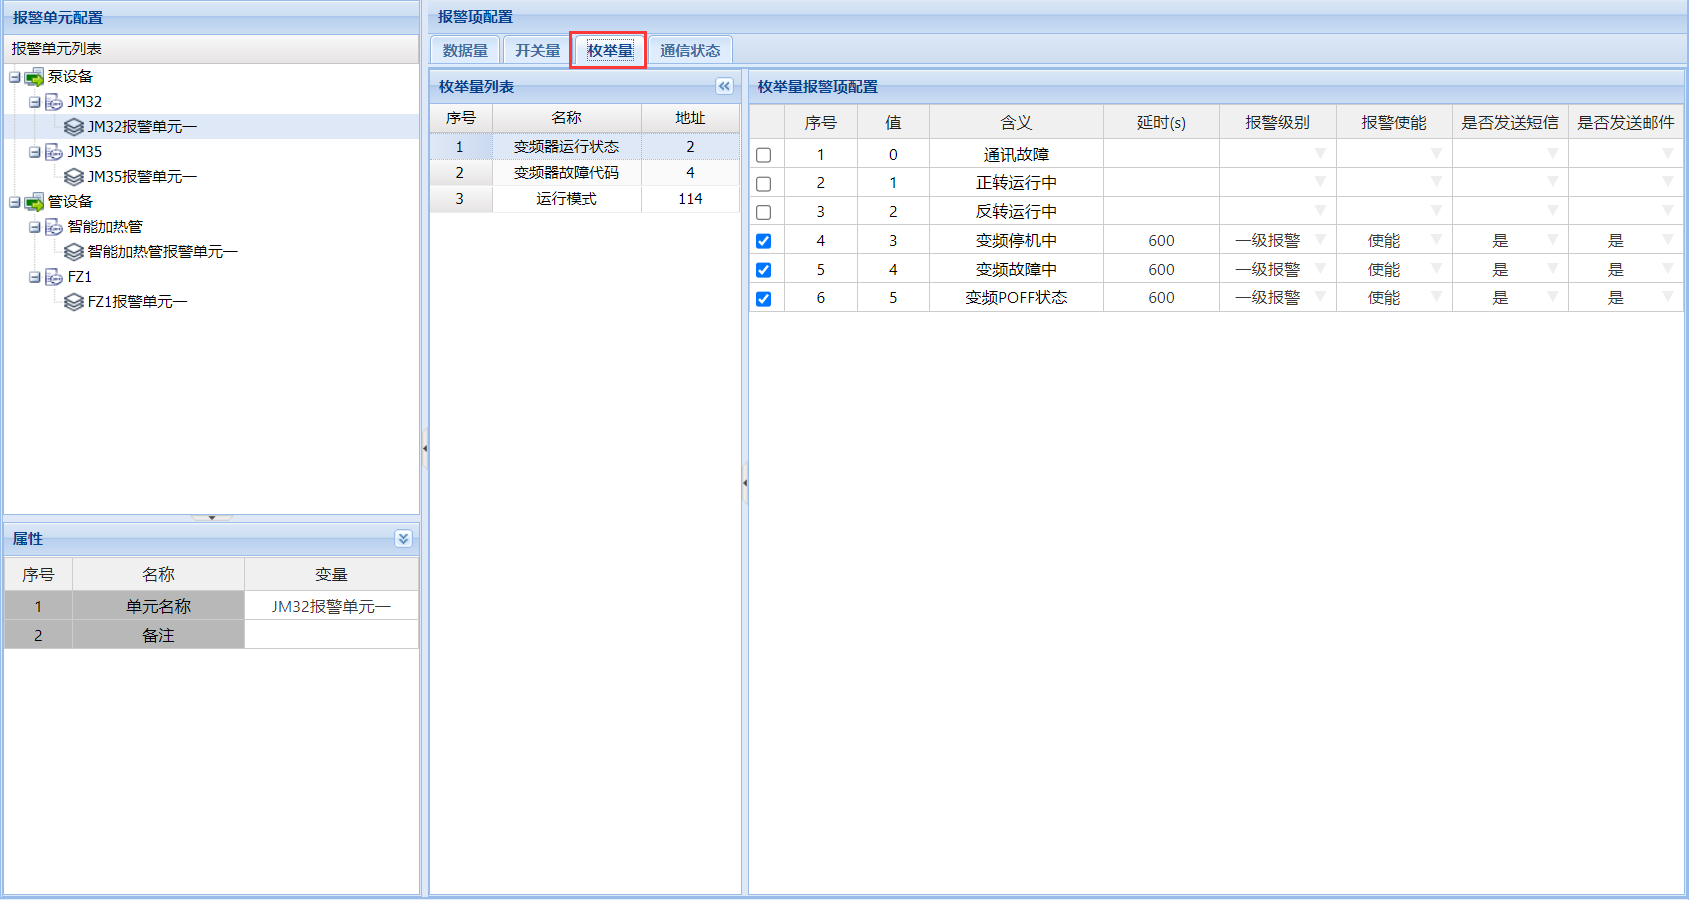 报警单元配置
报警单元列表
泵设备
JM32
JM32报警单元一
JM35
JM35报警单元一
管设备
智能加热管
智能加热管报警单元一
FZ1
FZ1报警单元一
属性
序号 名称 变量
1 单元名称 JM32报警单元一
2 备注
报警项配置
数据量 开关量 枚举量 通信状态
枚举量列表
序号 名称 地址
1 变频器运行状态 2
2 变频器故障代码 4
3 运行模式 114
枚举量报警项配置
序号 值 含义 延时(s) 报警级别 报警使能 是否发送短信 是否发送邮件
1 0 通讯故障
2 1 正转运行中
3 2 反转运行中
4 3 变频停机中 600 一级报警 使能 是 是
5 4 变频故障中 600 一级报警 使能 是 是
6 5 变频POFF状态 600 一级报警 使能 是 是